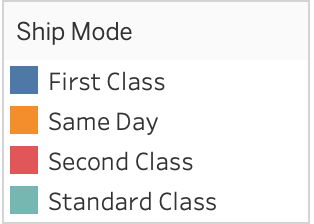 Ship Mode
First Class
Same Day
Second Class
Standard Class